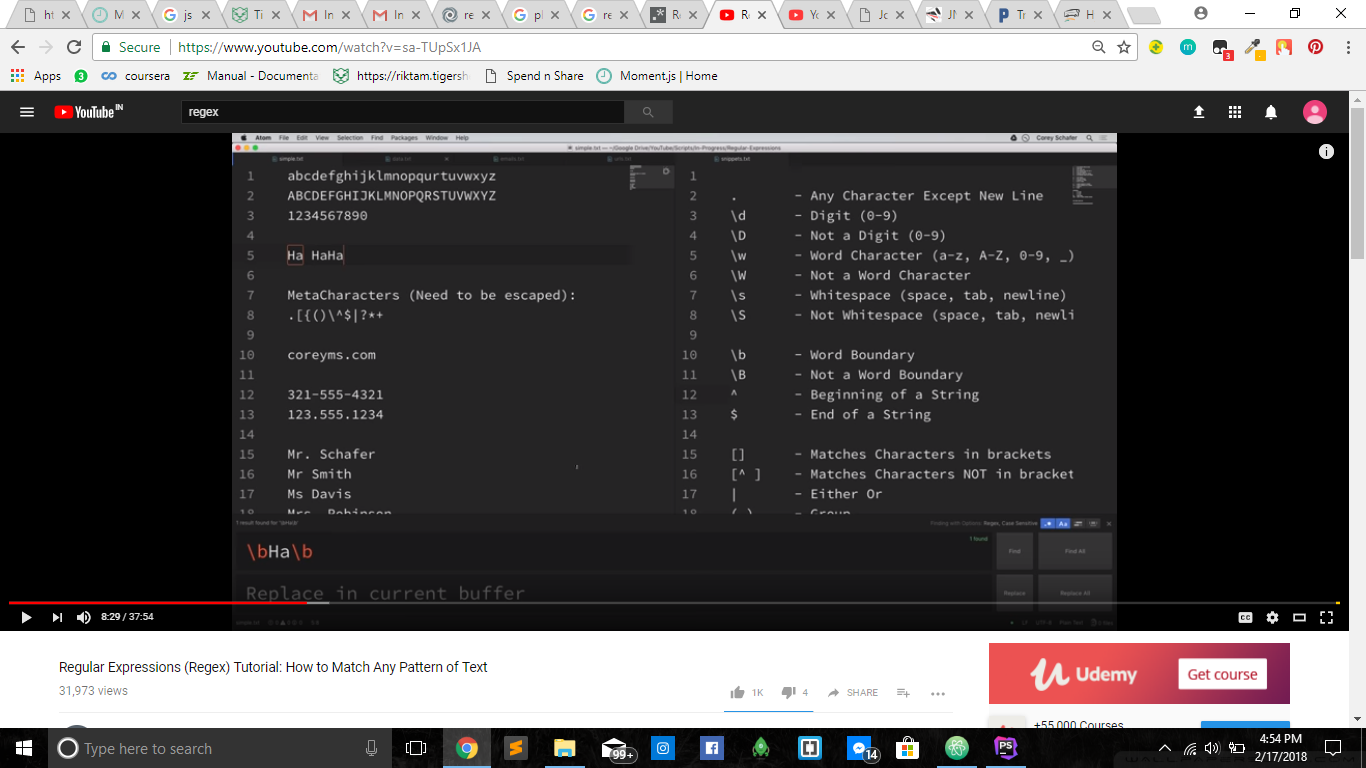 ht
M
js
Ti
In
In
re
pl
re
Re
Re
Yo
Jo
JM
Tr
H
Secure
https://www.youtube.com/watch?v=sa-TUpSx1JA
Apps
3
coursera
Manual - Documenta
https://riktam.tigersh
Spend n Share
Moment.js | Home
3
YouTube IN
regex
Atom File Edit View Selection Find Packages Window Help
Corey Schafer
simple.txt — ~/Google Drive/YouTube/Scripts/In-Progress/Regular-Expressions
simple.txt data.txt emails.txt urls.txt
snippets.txt
1 abcdefghijklmnopqurtuvwxyz
2 ABCDEFGHIJKLMNOPQRSTUVWXYZ
3 1234567890
4
5 Ha HaHa
6
7 MetaCharacters (Need to be escaped):
8 .[{()\^$|?*+
9
10 coreyms.com
11
12 321-555-4321
13 123.555.1234
14
15 Mr. Schafer
16 Mr Smith
17 Ms Davis
18 Mrs. Robinson
1
2 . - Any Character Except New Line
3 \d - Digit (0-9)
4 \D - Not a Digit (0-9)
5 \w - Word Character (a-z, A-Z, 0-9, _)
6 \W - Not a Word Character
7 \s - Whitespace (space, tab, newline)
8 \S - Not Whitespace (space, tab, newli
9
10 \b - Word Boundary
11 \B - Not a Word Boundary
12 ^ - Beginning of a String
13 $ - End of a String
14
15 [] - Matches Characters in brackets
16 [^ ] - Matches Characters NOT in bracket
17 | - Either Or
18 ( ) - Group
1 result found for '\bHa\b'
Finding with Options: Regex, Case Sensitive
\bHa\b
1 found
Find
Find All
Replace in current buffer
Replace
Replace All
8:29 / 37:54
CC
Regular Expressions (Regex) Tutorial: How to Match Any Pattern of Text
31,973 views
1K
4
SHARE
Udemy
Get course
+55,000 Courses
Type here to search
99+
14
PS
4:54 PM
2/17/2018